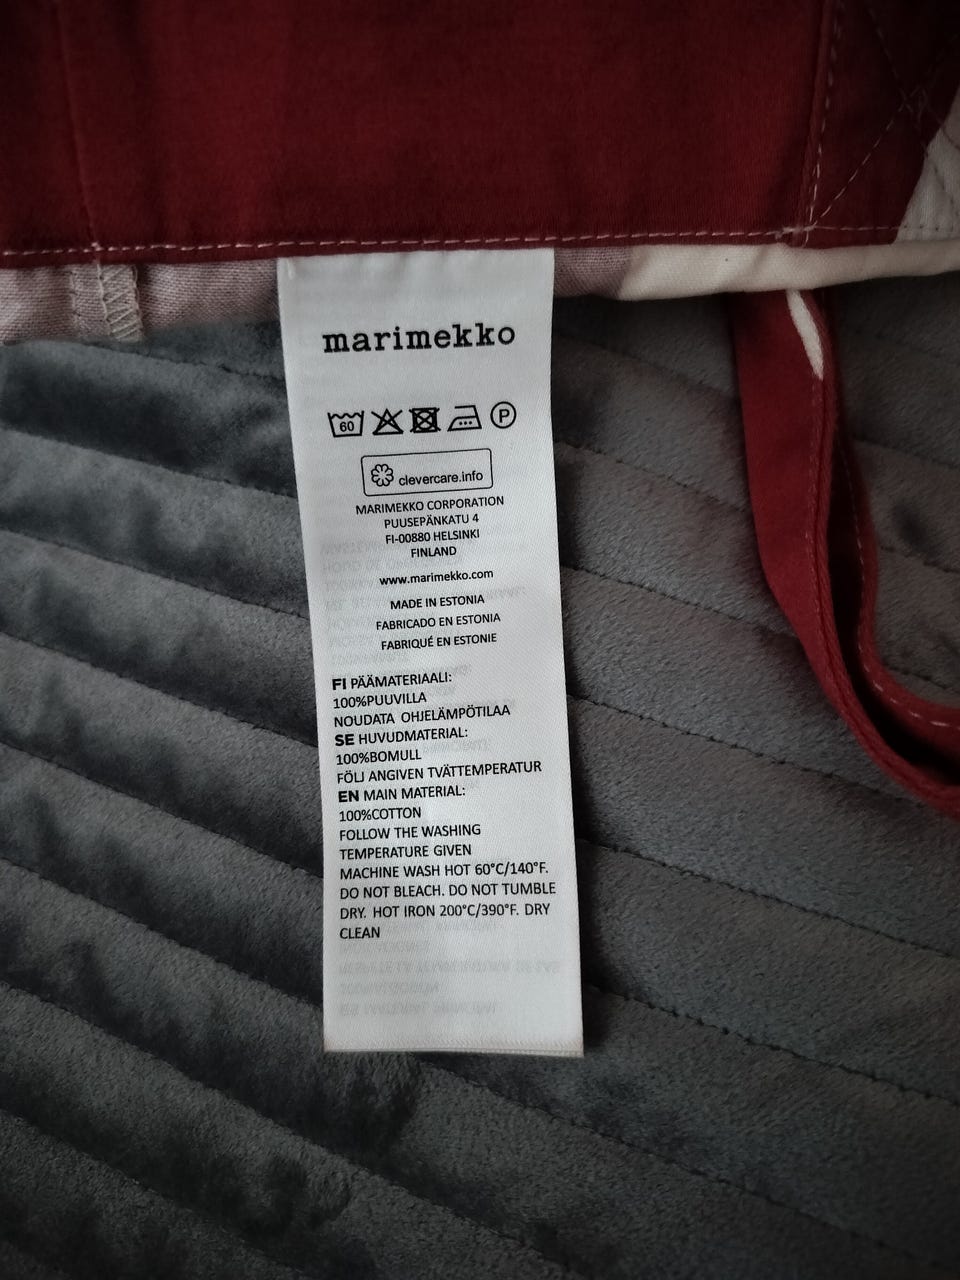 marimekko
60
P
clevercare.info
MARIMEKKO CORPORATION
PUUSEPÄNKATU 4
FI-00880 HELSINKI
FINLAND
www.marimekko.com
MADE IN ESTONIA
FABRICADO EN ESTONIA
FABRIQUÉ EN ESTONIE
FI PÄÄMATERIAALI:
100%PUUVILLA
NOUDATA OHJELÄMPÖTILAA
SE HUVUDMATERIAL:
100%BOMULL
FÖLJ ANGIVEN TVÄTTEMPERATUR
EN MAIN MATERIAL:
100%COTTON
FOLLOW THE WASHING
TEMPERATURE GIVEN
MACHINE WASH HOT 60°C/140°F.
DO NOT BLEACH. DO NOT TUMBLE
DRY. HOT IRON 200°C/390°F. DRY
CLEAN